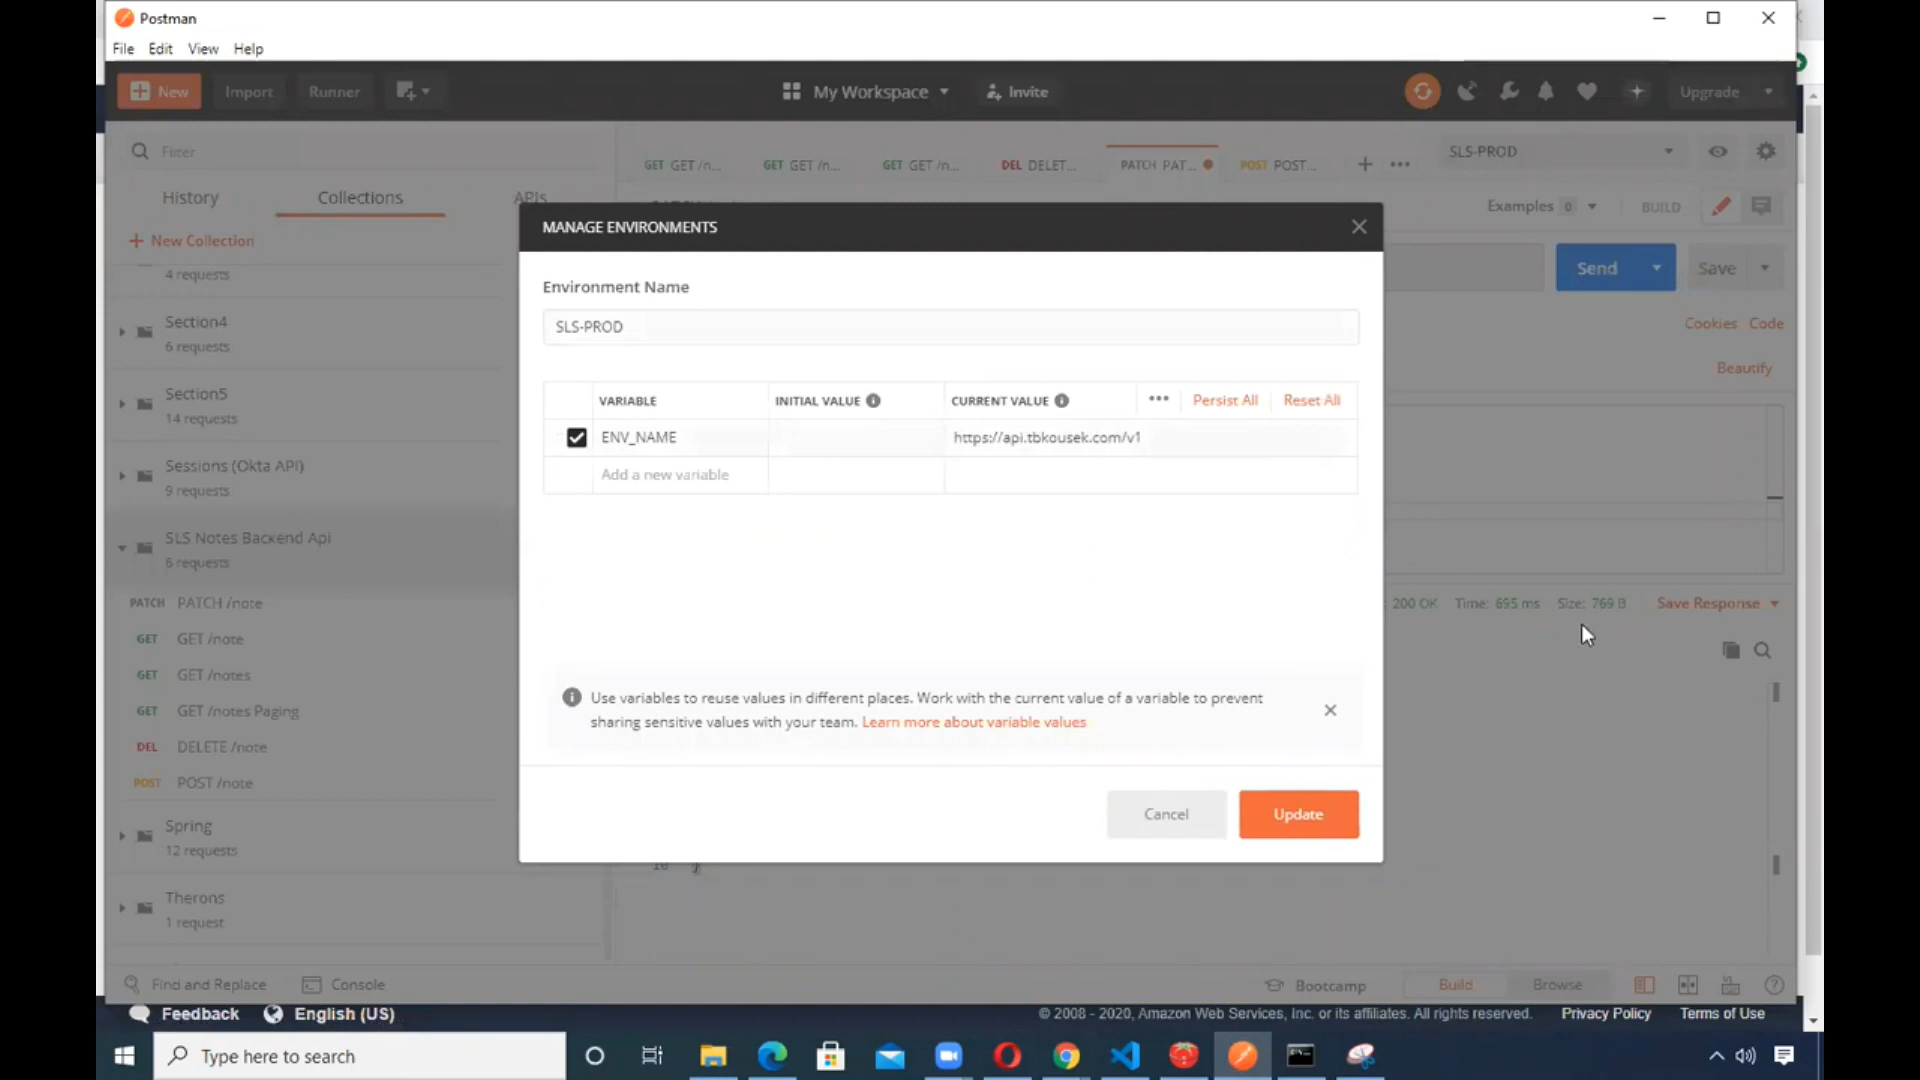 Postman
File Edit View Help
New Import Runner My Workspace Invite Upgrade
Filter
GET GET /n... GET GET /n... GET GET /n... DEL DELET... PATCH PAT... POST POST... SLS-PROD
History Collections APIs
Examples 0 BUILD
MANAGE ENVIRONMENTS
New Collection
4 requests
Send Save
Environment Name
SLS-PROD
Section4
6 requests
Cookies Code
Beautify
Section5
14 requests
VARIABLE INITIAL VALUE CURRENT VALUE Persist All Reset All
ENV_NAME https://api.tbkousek.com/v1
Add a new variable
Sessions (Okta API)
9 requests
SLS Notes Backend Api
6 requests
PATCH PATCH /note
200 OK Time: 695 ms Size: 769 B Save Response
GET GET /note
GET GET /notes
GET GET /notes Paging
DEL DELETE /note
POST POST /note
Use variables to reuse values in different places. Work with the current value of a variable to prevent
sharing sensitive values with your team. Learn more about variable values
Cancel Update
Spring
12 requests
Therons
1 request
Find and Replace Console Bootcamp Build Browse
Feedback English (US) © 2008 - 2020, Amazon Web Services, Inc. or its affiliates. All rights reserved. Privacy Policy Terms of Use
Type here to search